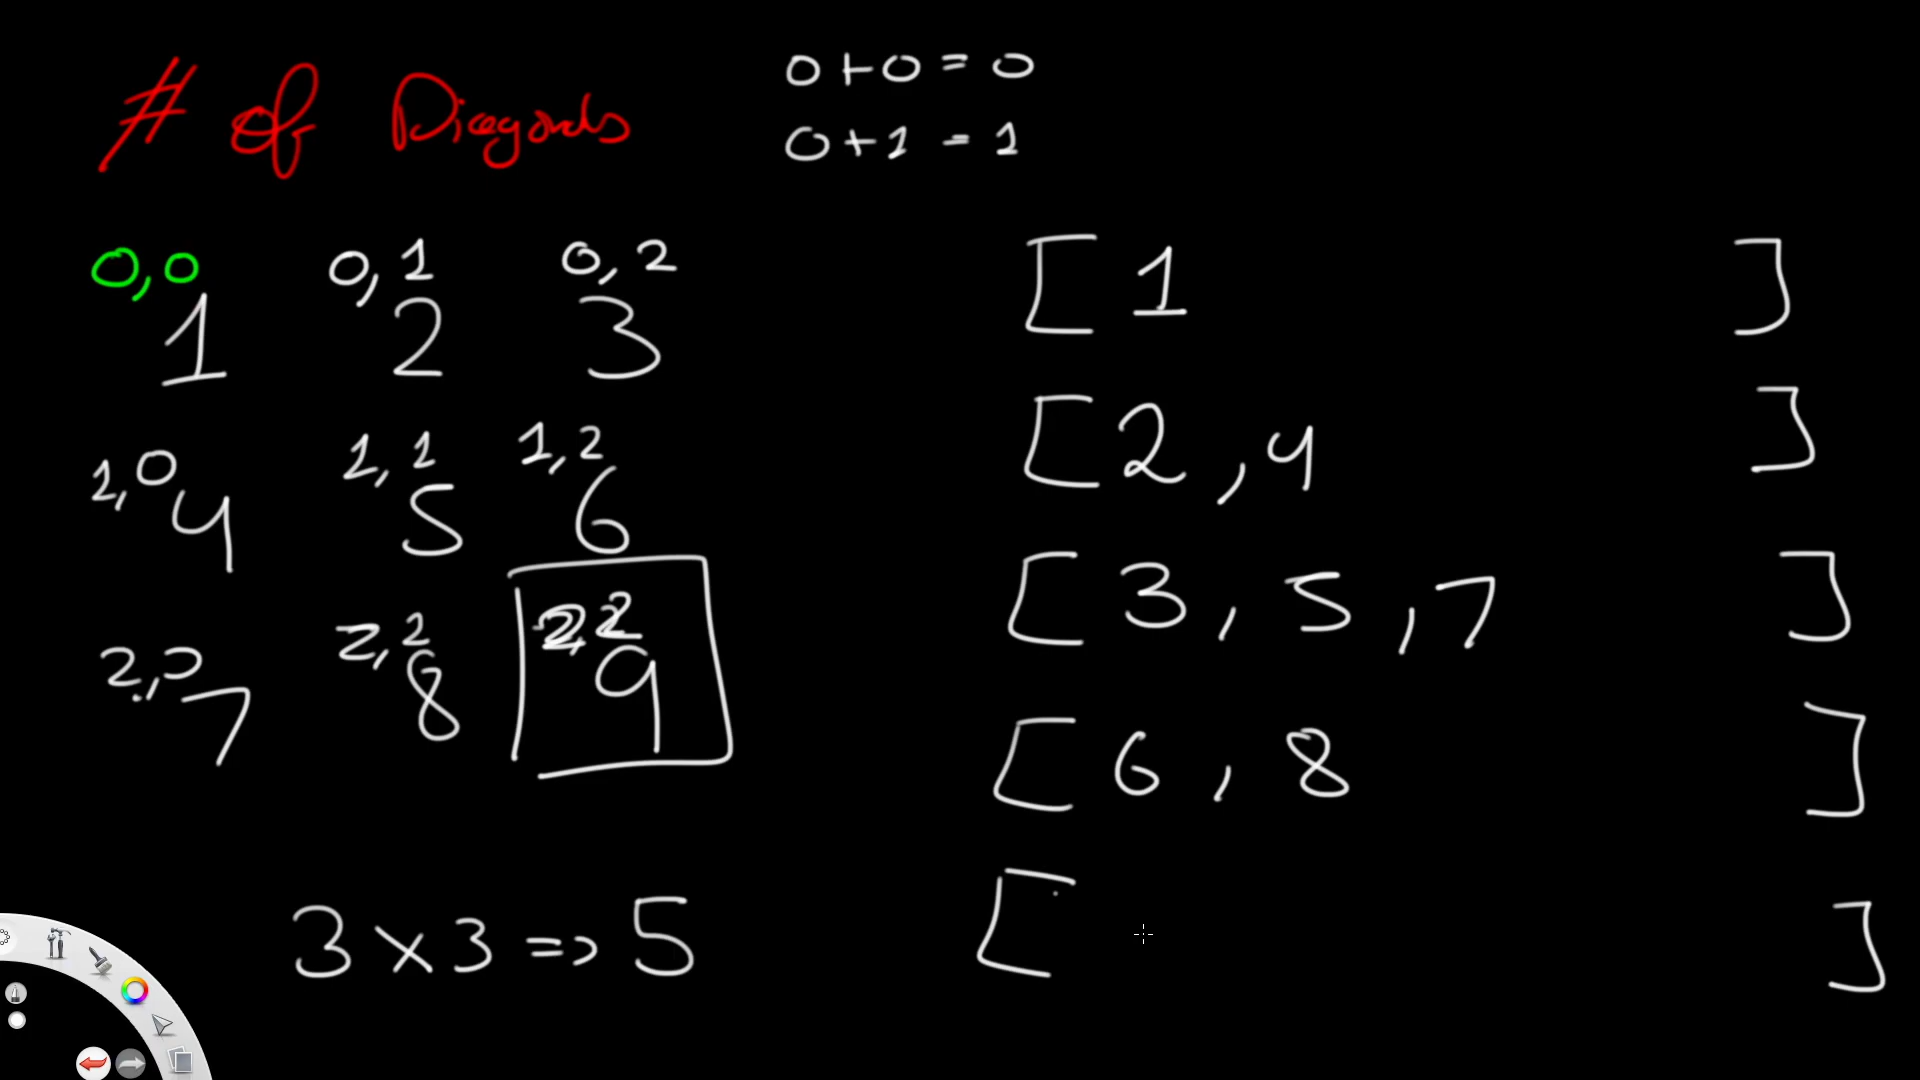 # of Diagonals
0+0=0
0+1=1
0,0 0,1 0,2
1 2 3
1,0 1,1 1,2
4 5 6
2,0 2,2 2,2
7 8 9
3x3=>5
[1 ]
[2,4 ]
[3,5,7 ]
[6,8 ]
[ ]